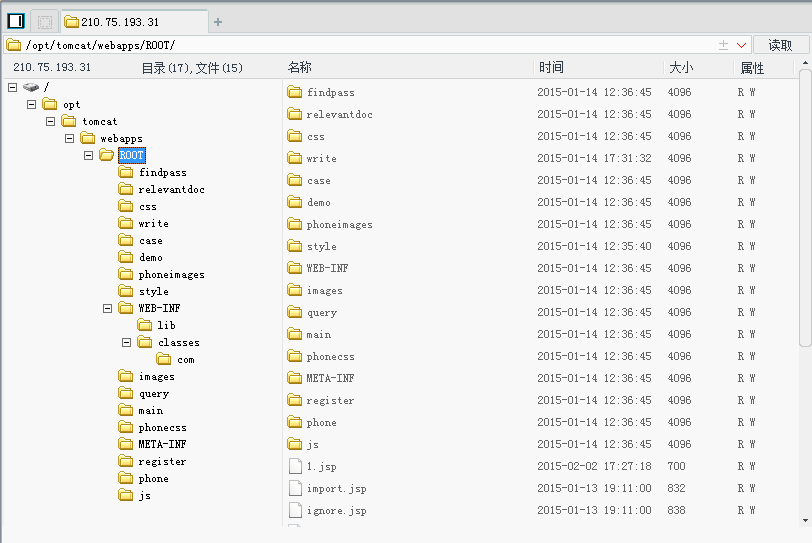 210.75.193.31
/opt/tomcat/webapps/ROOT/ 读取
210.75.193.31 目录(17),文件(15) 名称 时间 大小 属性
/
opt
tomcat
webapps
ROOT
findpass
relevantdoc
css
write
case
demo
phoneimages
style
WEB-INF
lib
classes
com
images
query
main
phonecss
META-INF
register
phone
js
findpass 2015-01-14 12:36:45 4096 R W
relevantdoc 2015-01-14 12:36:45 4096 R W
css 2015-01-14 12:36:45 4096 R W
write 2015-01-14 17:31:32 4096 R W
case 2015-01-14 12:36:45 4096 R W
demo 2015-01-14 12:36:45 4096 R W
phoneimages 2015-01-14 12:36:45 4096 R W
style 2015-01-14 12:35:40 4096 R W
WEB-INF 2015-01-14 12:36:45 4096 R W
images 2015-01-14 12:36:45 4096 R W
query 2015-01-14 12:36:45 4096 R W
main 2015-01-14 12:36:45 4096 R W
phonecss 2015-01-14 12:36:45 4096 R W
META-INF 2015-01-14 12:36:45 4096 R W
register 2015-01-14 12:36:45 4096 R W
phone 2015-01-14 12:36:45 4096 R W
js 2015-01-14 12:36:45 4096 R W
1.jsp 2015-02-02 17:27:18 700 R W
import.jsp 2015-01-13 19:11:00 832 R W
ignore.jsp 2015-01-13 19:11:00 838 R W